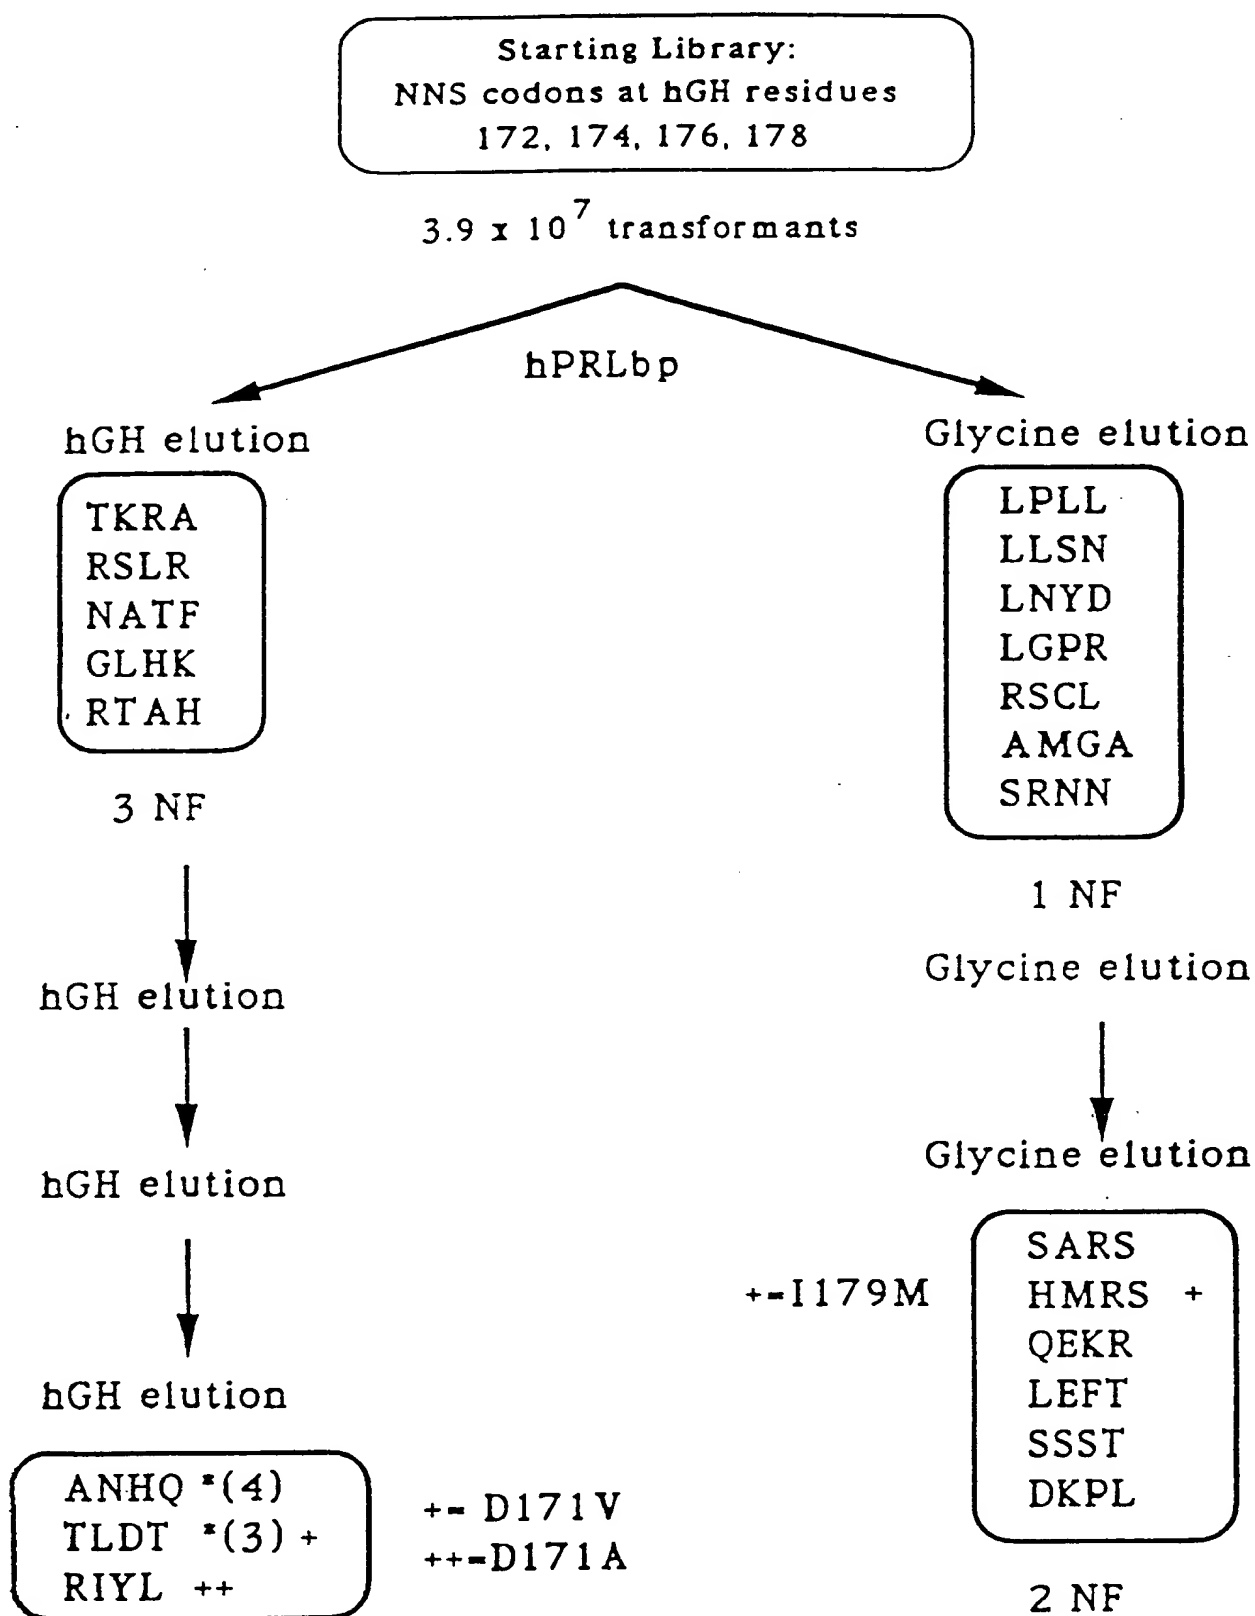 Starting Library:
NNS codons at hGH residues
172, 174, 176, 178
3.9 x 10^7 transformants
hPRLbp
hGH elution
TKRA
RSLR
NATF
GLHK
RTAH
3 NF
hGH elution
hGH elution
hGH elution
ANHQ *(4)
TLDT *(3) +
RIYL ++
+= D171V
++=D171A
Glycine elution
LPLL
LLSN
LNYD
LGPR
RSCL
AMGA
SRNN
1 NF
Glycine elution
Glycine elution
+=I179M
SARS
HMRS +
QEKR
LEFT
SSST
DKPL
2 NF